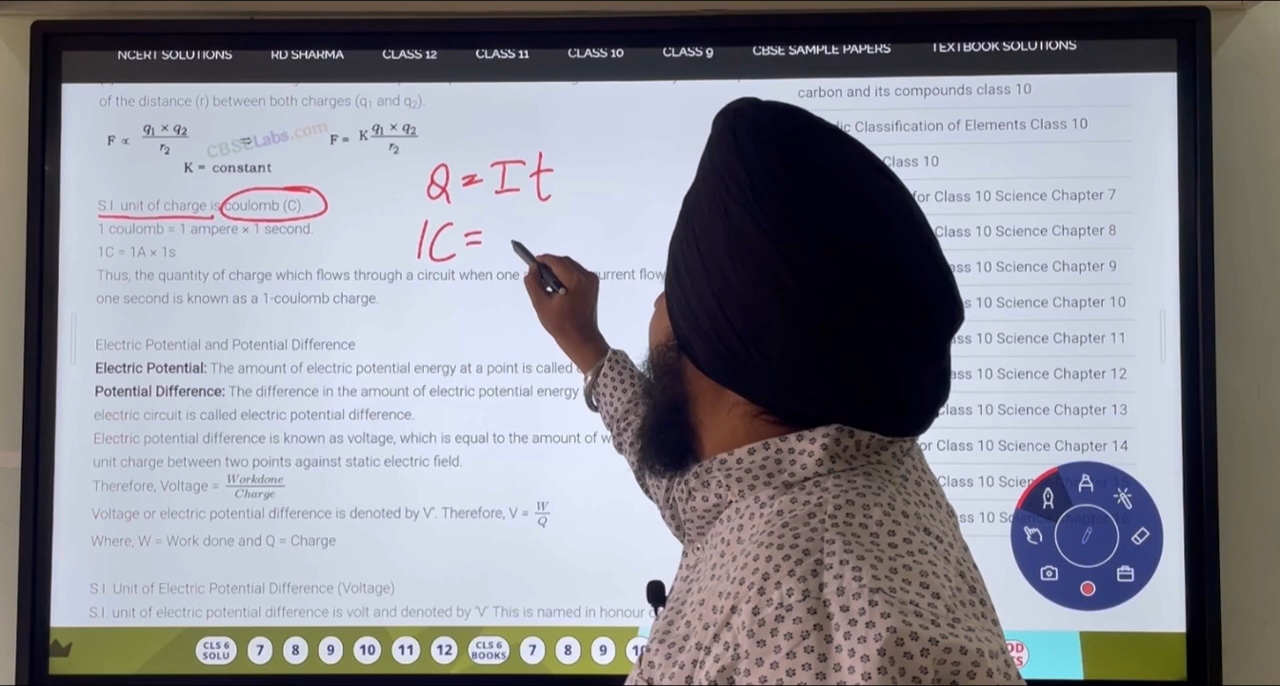 NCERT SOLUTIONS RD SHARMA CLASS 12 CLASS 11 CLASS 10 CLASS 9 CBSE SAMPLE PAPERS TEXTBOOK SOLUTIONS
of the distance (r) between both charges (q₁ and q₂).
F ∝ q₁ × q₂ / r₂ ⇒ F = K q₁ × q₂ / r₂
CBSELabs.com
K = constant
Q = It
S.I. unit of charge is coulomb (C).
1 coulomb = 1 ampere × 1 second.
1C =
1C = 1A × 1s
Thus, the quantity of charge which flows through a circuit when one urrent flow
one second is known as a 1-coulomb charge.
Electric Potential and Potential Difference
Electric Potential: The amount of electric potential energy at a point is called
Potential Difference: The difference in the amount of electric potential energy
electric circuit is called electric potential difference.
Electric potential difference is known as voltage, which is equal to the amount of w
unit charge between two points against static electric field.
Therefore, Voltage = Workdone / Charge
Voltage or electric potential difference is denoted by V'. Therefore, V = W / Q
Where, W = Work done and Q = Charge
S.I. Unit of Electric Potential Difference (Voltage)
S.I. unit of electric potential difference is volt and denoted by 'V' This is named in honour
carbon and its compounds class 10
ic Classification of Elements Class 10
Class 10
for Class 10 Science Chapter 7
Class 10 Science Chapter 8
ass 10 Science Chapter 9
s 10 Science Chapter 10
ss 10 Science Chapter 11
ass 10 Science Chapter 12
Class 10 Science Chapter 13
or Class 10 Science Chapter 14
Class 10 Scien
ss 10 S
CLS 6 SOLU 7 8 9 10 11 12 CLS 6 BOOKS 7 8 9